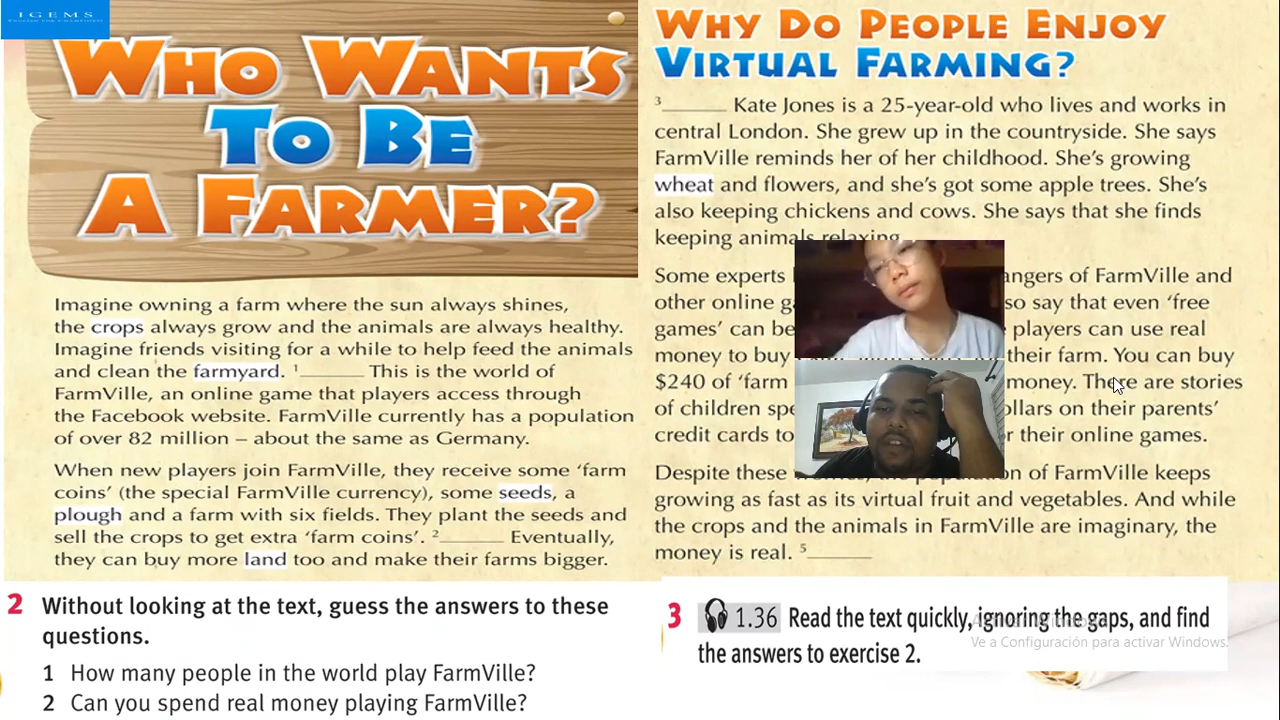 IGEMS
WHO WANTS
TO BE
A FARMER?
Imagine owning a farm where the sun always shines,
the crops always grow and the animals are always healthy.
Imagine friends visiting for a while to help feed the animals
and clean the farmyard. 1______ This is the world of
FarmVille, an online game that players access through
the Facebook website. FarmVille currently has a population
of over 82 million – about the same as Germany.
When new players join FarmVille, they receive some ‘farm
coins’ (the special FarmVille currency), some seeds, a
plough and a farm with six fields. They plant the seeds and
sell the crops to get extra ‘farm coins’. 2______ Eventually,
they can buy more land too and make their farms bigger.
2 Without looking at the text, guess the answers to these
questions.
1 How many people in the world play FarmVille?
2 Can you spend real money playing FarmVille?
WHY DO PEOPLE ENJOY
VIRTUAL FARMING?
3______ Kate Jones is a 25-year-old who lives and works in
central London. She grew up in the countryside. She says
FarmVille reminds her of her childhood. She’s growing
wheat and flowers, and she’s got some apple trees. She’s
also keeping chickens and cows. She says that she finds
keeping animals relaxing.
Some experts angers of FarmVille and
other online so say that even ‘free
games’ can be players can use real
money to buy their farm. You can buy
$240 of ‘farm money. There are stories
of children ollars on their parents’
credit cards to their online games.
Despite these of FarmVille keeps
growing as fast as its virtual fruit and vegetables. And while
the crops and the animals in FarmVille are imaginary, the
money is real. 5______
3 1.36 Read the text quickly, ignoring the gaps, and find
the answers to exercise 2.
Ve a Configuración para activar Windows.